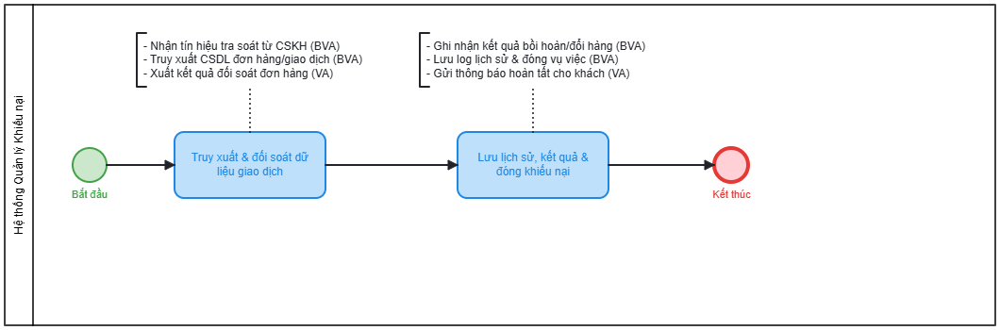 Hệ thống Quản lý Khiếu nại
- Nhận tín hiệu tra soát từ CSKH (BVA)
- Truy xuất CSDL đơn hàng/giao dịch (BVA)
- Xuất kết quả đối soát đơn hàng (VA)
- Ghi nhận kết quả bồi hoàn/đổi hàng (BVA)
- Lưu log lịch sử & đóng vụ việc (BVA)
- Gửi thông báo hoàn tất cho khách (VA)
Bắt đầu
Truy xuất & đối soát dữ
liệu giao dịch
Lưu lịch sử, kết quả &
đóng khiếu nại
Kết thúc